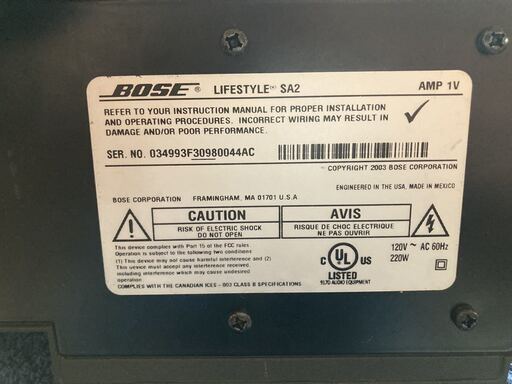 BOSE® LIFESTYLE® SA2 AMP 1V
REFER TO YOUR INSTRUCTION MANUAL FOR PROPER INSTALLATION
AND OPERATING PROCEDURES. INCORRECT WIRING MAY RESULT IN
DAMAGE AND/OR POOR PERFORMANCE.
SER. NO. 034993F30980044AC
COPYRIGHT 2003 BOSE CORPORATION
ENGINEERED IN THE USA, MADE IN MEXICO
BOSE CORPORATION FRAMINGHAM, MA 01701 U.S.A
CAUTION
RISK OF ELECTRIC SHOCK
DO NOT OPEN
AVIS
RISQUE DE CHOC ELECTRIQUE
NE PAS OUVRIR
This device complies with Part 15 of the FCC rules
Operation is subject to the following two conditions
(1) This device may not cause harmful interference and (2)
This device must accept any interference received,
including interference that may cause undesired operation.
COMPLIES WITH THE CANADIAN ICES - 003 CLASS B SPECIFICATIONS
C UL® US
LISTED
91.70 AUDIO EQUIPMENT
120V ~ AC 60Hz
220W